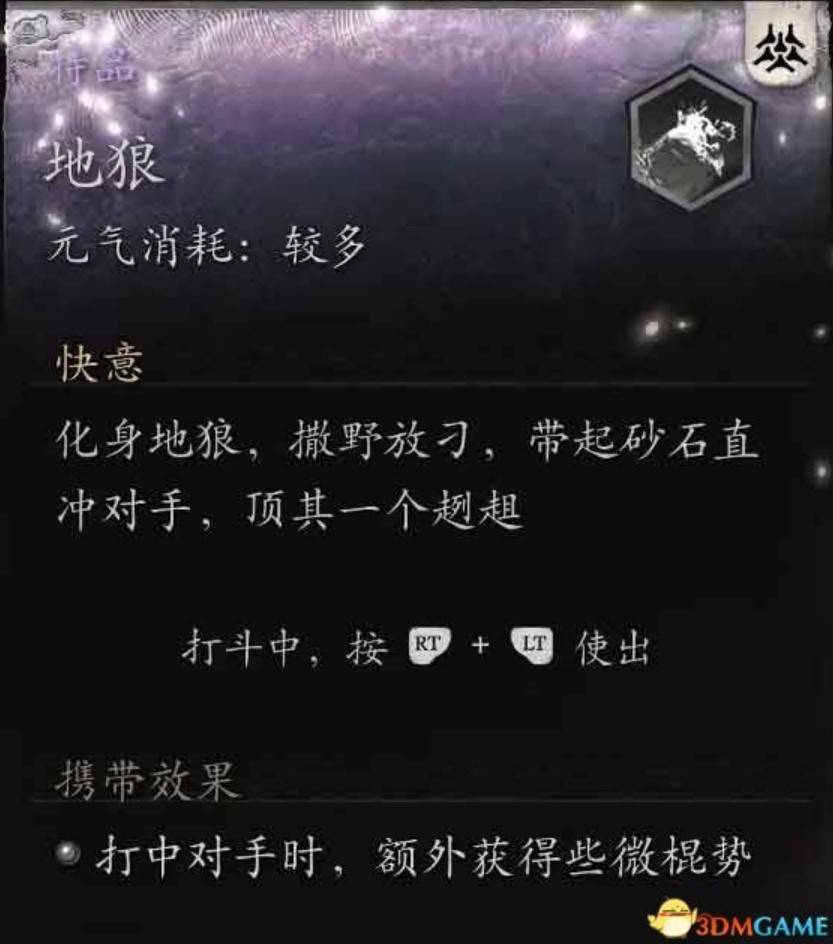 特品
地狼
元气消耗：较多
快意
化身地狼，撒野放刁，带起砂石直
冲对手，顶其一个趔趄
打斗中，按 RT + LT 使出
携带效果
打中对手时，额外获得些微棍势
3DMGAME